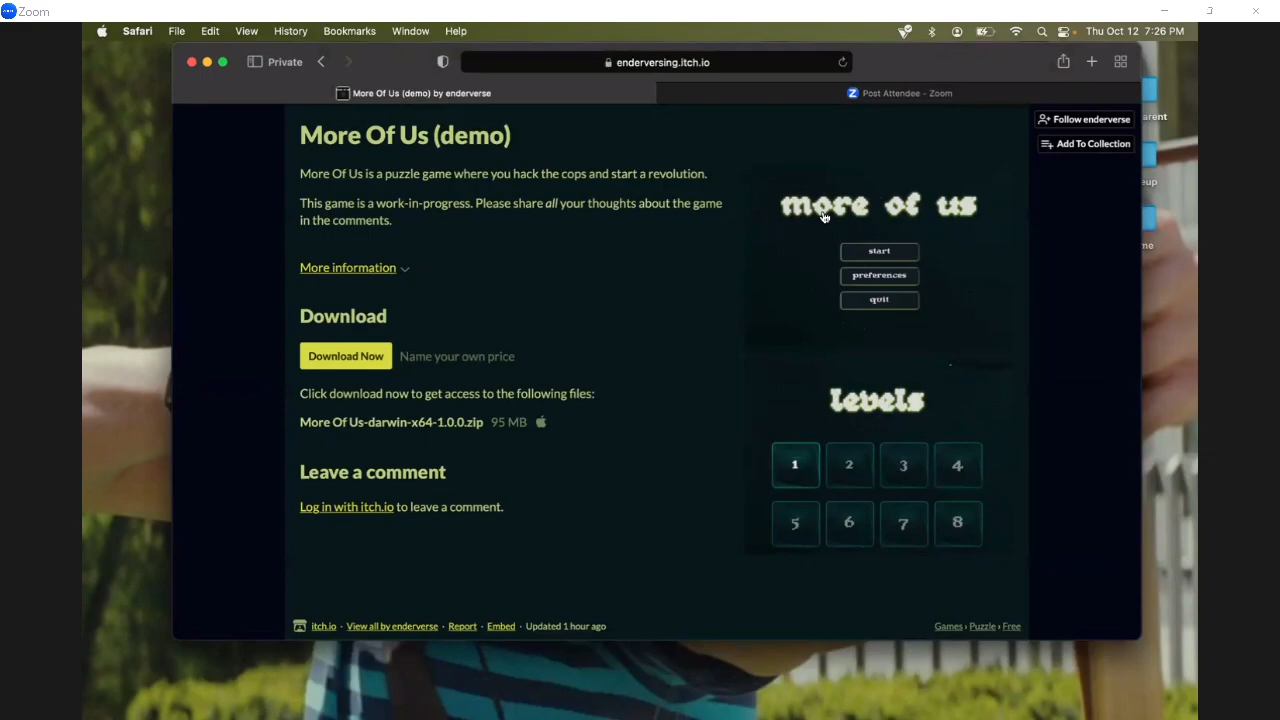 Zoom
Safari File Edit View History Bookmarks Window Help Thu Oct 12 7:26 PM
Private enderversing.itch.io
More Of Us (demo) by enderverse
Post Attendee - Zoom
More Of Us (demo)
More Of Us is a puzzle game where you hack the cops and start a revolution.
This game is a work-in-progress. Please share all your thoughts about the game
in the comments.
More information
Download
Download Now Name your own price
Click download now to get access to the following files:
More Of Us-darwin-x64-1.0.0.zip 95 MB
Leave a comment
Log in with itch.io to leave a comment.
more of us
start
preferences
quit
levels
1 2 3 4
5 6 7 8
Follow enderverse
Add To Collection
itch.io · View all by enderverse · Report · Embed · Updated 1 hour ago
Games › Puzzle › Free